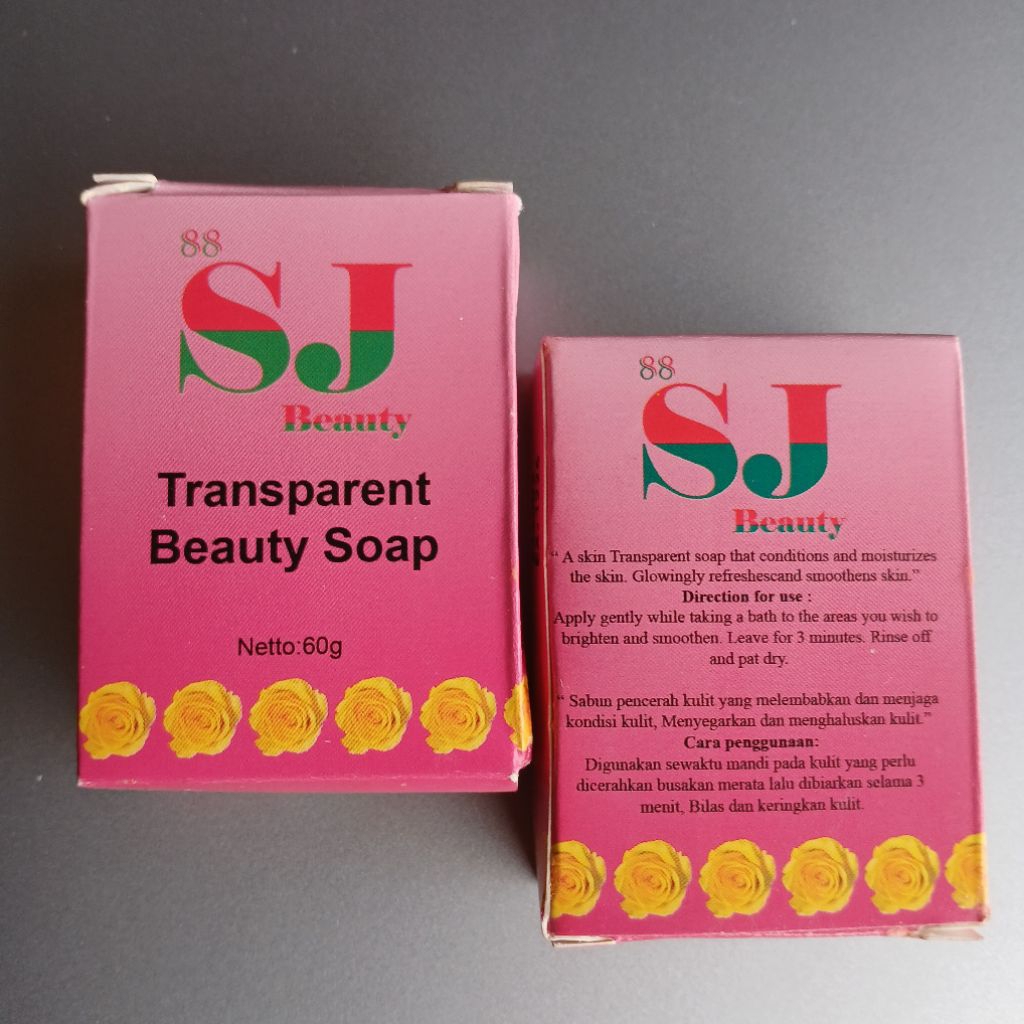 88
SJ
Beauty
Transparent
Beauty Soap
Netto:60g
88
SJ
Beauty
“ A skin Transparent soap that conditions and moisturizes
the skin. Glowingly refreshescand smoothens skin.”
Direction for use :
Apply gently while taking a bath to the areas you wish to
brighten and smoothen. Leave for 3 minutes. Rinse off
and pat dry.
“ Sabun pencerah kulit yang melembabkan dan menjaga
kondisi kulit, Menyegarkan dan menghaluskan kulit.”
Cara penggunaan:
Digunakan sewaktu mandi pada kulit yang perlu
dicerahkan busakan merata lalu dibiarkan selama 3
menit, Bilas dan keringkan kulit.